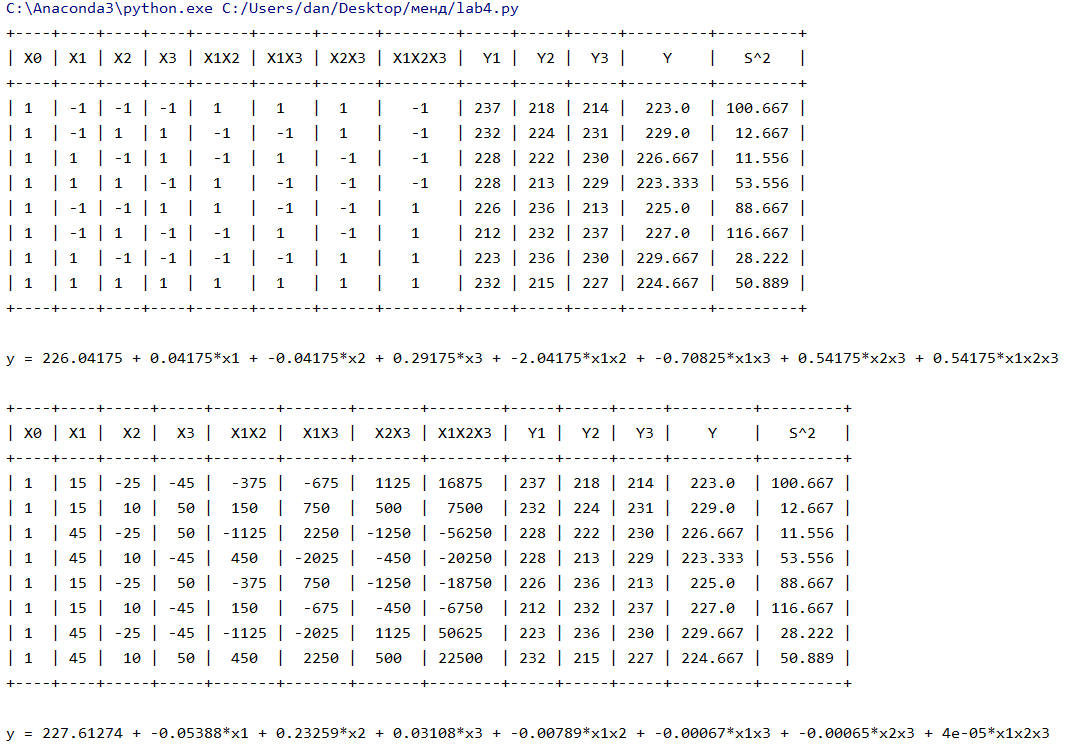 C:\Anaconda3\python.exe C:/Users/dan/Desktop/менд/lab4.py
+----+----+----+----+------+------+------+--------+-----+-----+-----+---------+---------+
| X0 | X1 | X2 | X3 | X1X2 | X1X3 | X2X3 | X1X2X3 |  Y1 |  Y2 |  Y3 |    Y    |   S^2   |
+----+----+----+----+------+------+------+--------+-----+-----+-----+---------+---------+
| 1  | -1 | -1 | -1 |  1   |  1   |  1   |   -1   | 237 | 218 | 214 |  223.0  | 100.667 |
| 1  | -1 | 1  | 1  |  -1  |  -1  |  1   |   -1   | 232 | 224 | 231 |  229.0  |  12.667 |
| 1  | 1  | -1 | 1  |  -1  |  1   |  -1  |   -1   | 228 | 222 | 230 | 226.667 |  11.556 |
| 1  | 1  | 1  | -1 |  1   |  -1  |  -1  |   -1   | 228 | 213 | 229 | 223.333 |  53.556 |
| 1  | -1 | -1 | 1  |  1   |  -1  |  -1  |   1    | 226 | 236 | 213 |  225.0  |  88.667 |
| 1  | -1 | 1  | -1 |  -1  |  1   |  -1  |   1    | 212 | 232 | 237 |  227.0  | 116.667 |
| 1  | 1  | -1 | -1 |  -1  |  -1  |  1   |   1    | 223 | 236 | 230 | 229.667 |  28.222 |
| 1  | 1  | 1  | 1  |  1   |  1   |  1   |   1    | 232 | 215 | 227 | 224.667 |  50.889 |
+----+----+----+----+------+------+------+--------+-----+-----+-----+---------+---------+
y = 226.04175 + 0.04175*x1 + -0.04175*x2 + 0.29175*x3 + -2.04175*x1x2 + -0.70825*x1x3 + 0.54175*x2x3 + 0.54175*x1x2x3
+----+----+-----+-----+-------+-------+-------+--------+-----+-----+-----+---------+---------+
| X0 | X1 |  X2 |  X3 |  X1X2 |  X1X3 |  X2X3 | X1X2X3 |  Y1 |  Y2 |  Y3 |    Y    |   S^2   |
+----+----+-----+-----+-------+-------+-------+--------+-----+-----+-----+---------+---------+
| 1  | 15 | -25 | -45 |  -375 |  -675 |  1125 | 16875  | 237 | 218 | 214 |  223.0  | 100.667 |
| 1  | 15 |  10 |  50 |  150  |  750  |  500  |  7500  | 232 | 224 | 231 |  229.0  |  12.667 |
| 1  | 45 | -25 |  50 | -1125 |  2250 | -1250 | -56250 | 228 | 222 | 230 | 226.667 |  11.556 |
| 1  | 45 |  10 | -45 |  450  | -2025 |  -450 | -20250 | 228 | 213 | 229 | 223.333 |  53.556 |
| 1  | 15 | -25 |  50 |  -375 |  750  | -1250 | -18750 | 226 | 236 | 213 |  225.0  |  88.667 |
| 1  | 15 |  10 | -45 |  150  |  -675 |  -450 | -6750  | 212 | 232 | 237 |  227.0  | 116.667 |
| 1  | 45 | -25 | -45 | -1125 | -2025 |  1125 | 50625  | 223 | 236 | 230 | 229.667 |  28.222 |
| 1  | 45 |  10 |  50 |  450  |  2250 |  500  | 22500  | 232 | 215 | 227 | 224.667 |  50.889 |
+----+----+-----+-----+-------+-------+-------+--------+-----+-----+-----+---------+---------+
y = 227.61274 + -0.05388*x1 + 0.23259*x2 + 0.03108*x3 + -0.00789*x1x2 + -0.00067*x1x3 + -0.00065*x2x3 + 4e-05*x1x2x3